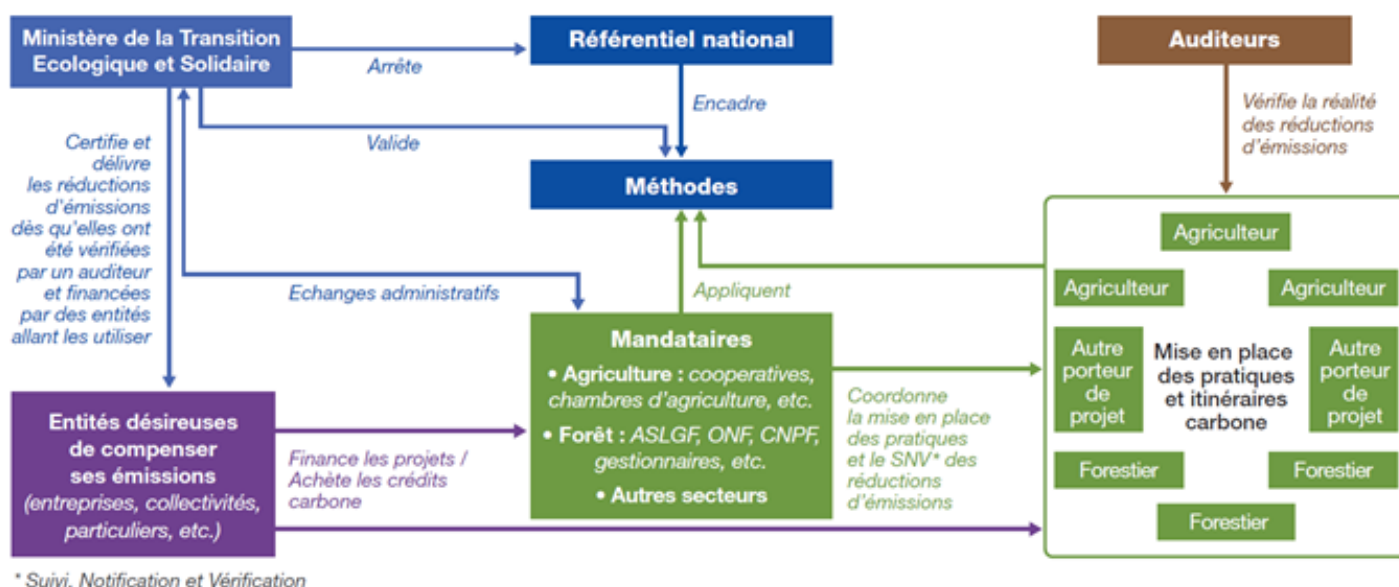 Ministère de la Transition
Ecologique et Solidaire
Arrête
Référentiel national
Auditeurs
Encadre
Vérifie la réalité
des réductions
d'émissions
Certifie et
délivre
les réductions
d'émissions
dès qu'elles ont
été vérifiées
par un auditeur
et financées
par des entités
allant les utiliser
Valide
Méthodes
Echanges administratifs
Appliquent
Agriculteur
Agriculteur
Agriculteur
Autre
porteur
de
projet
Mise en place
des pratiques
et itinéraires
carbone
Autre
porteur
de
projet
Forestier
Forestier
Forestier
Mandataires
• Agriculture : cooperatives,
chambres d'agriculture, etc.
• Forêt : ASLGF, ONF, CNPF,
gestionnaires, etc.
• Autres secteurs
Coordonne
la mise en place
des pratiques
et le SNV* des
réductions
d'émissions
Entités désireuses
de compenser
ses émissions
(entreprises, collectivités,
particuliers, etc.)
Finance les projets /
Achète les crédits
carbone
* Suivi, Notification et Vérification